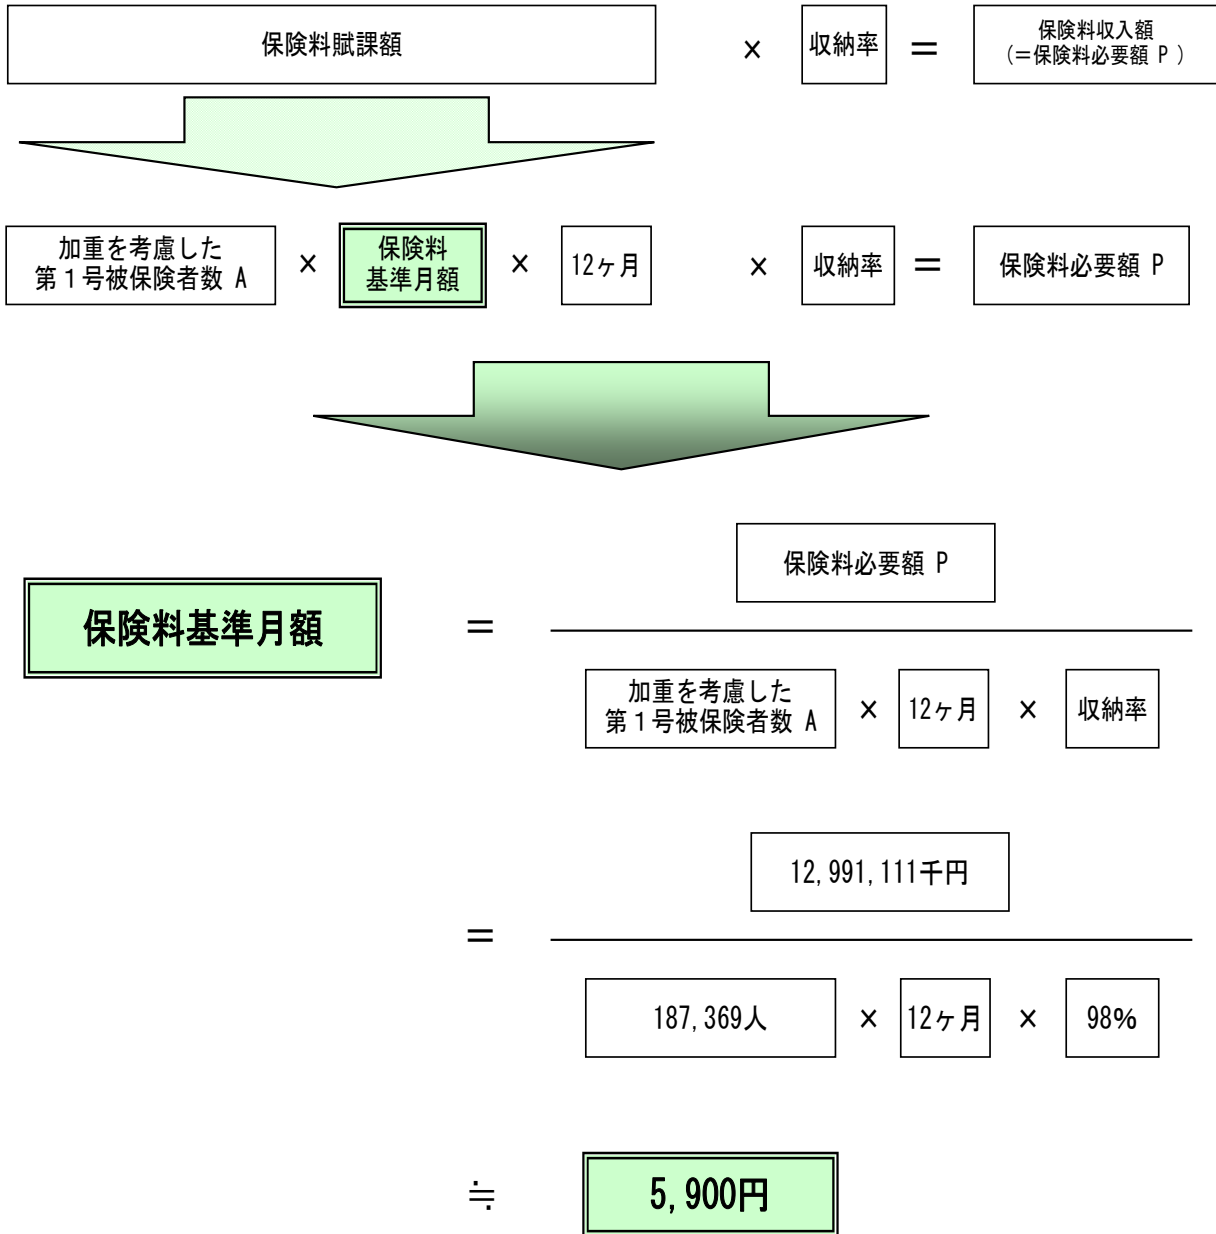 保険料賦課額 × 収納率 ＝ 保険料収入額
（＝保険料必要額 P ）
加重を考慮した
第１号被保険者数 A × 保険料
基準月額 × 12ヶ月 × 収納率 ＝ 保険料必要額 P
保険料必要額 P
保険料基準月額 ＝
加重を考慮した
第１号被保険者数 A × 12ヶ月 × 収納率
12,991,111千円
＝
187,369人 × 12ヶ月 × 98%
≒ 5,900円